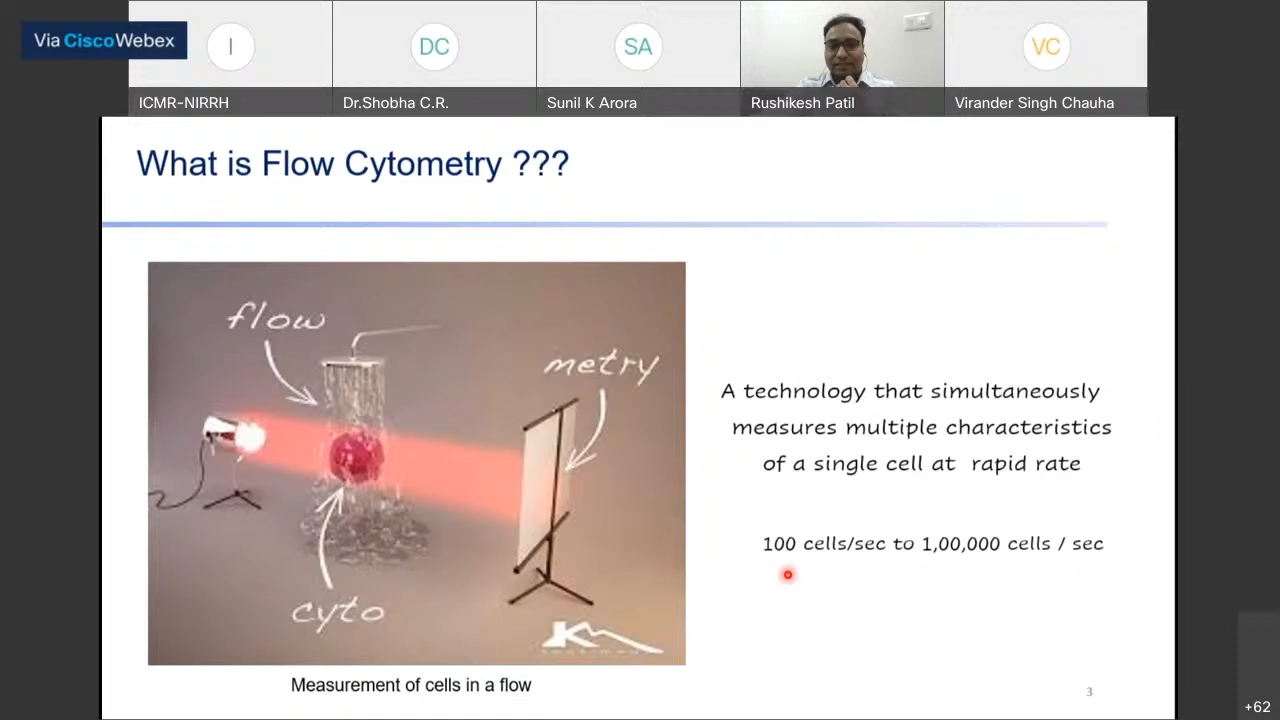 Via CiscoWebex
I
DC
SA
VC
ICMR-NIRRH
Dr.Shobha C.R.
Sunil K Arora
Rushikesh Patil
Virander Singh Chauha
What is Flow Cytometry ???
flow
metry
cyto
A technology that simultaneously
measures multiple characteristics
of a single cell at rapid rate
100 cells/sec to 1,00,000 cells / sec
Measurement of cells in a flow
3
+62